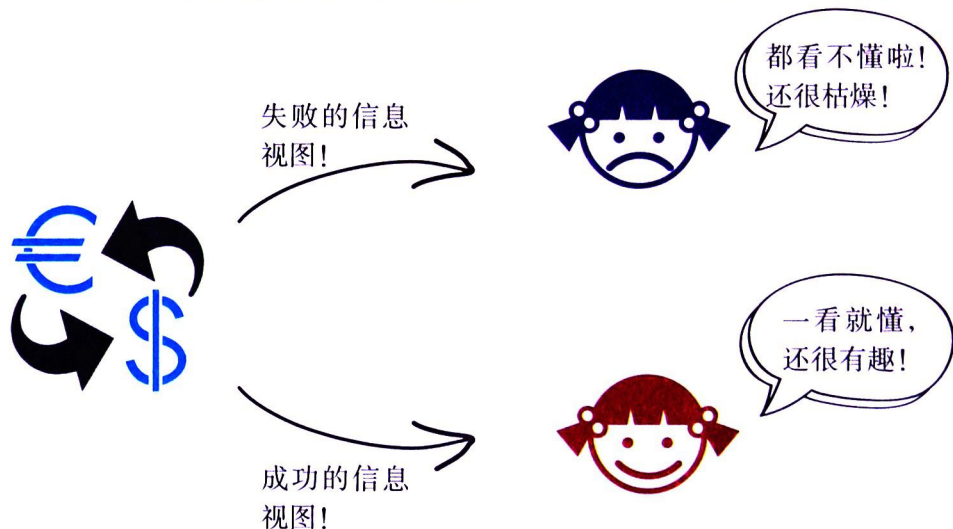 失败的信息
视图！
都看不懂啦！
还很枯燥！
€
$
一看就懂，
还很有趣！
成功的信息
视图！